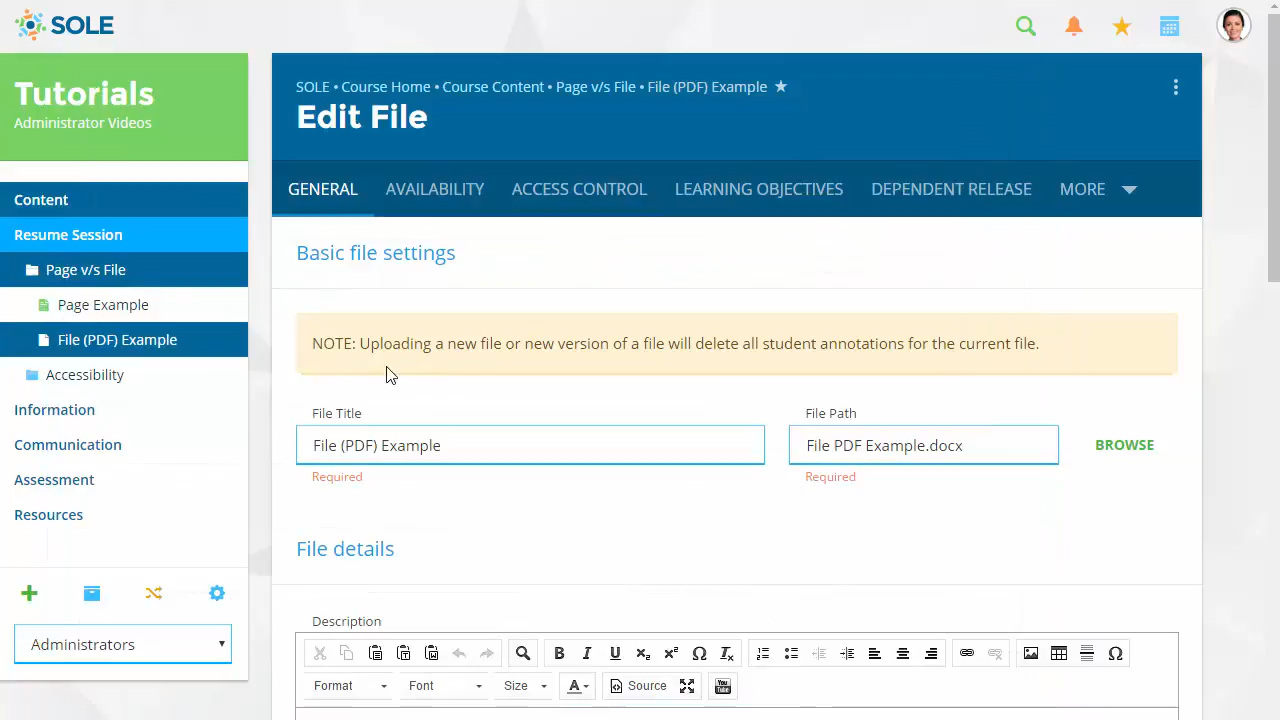 SOLE
Tutorials
Administrator Videos
Content
Resume Session
Page v/s File
Page Example
File (PDF) Example
Accessibility
Information
Communication
Assessment
Resources
Administrators
SOLE • Course Home • Course Content • Page v/s File • File (PDF) Example
Edit File
GENERAL AVAILABILITY ACCESS CONTROL LEARNING OBJECTIVES DEPENDENT RELEASE MORE
Basic file settings
NOTE: Uploading a new file or new version of a file will delete all student annotations for the current file.
File Title File Path
File (PDF) Example File PDF Example.docx BROWSE
Required Required
File details
Description
Format Font Size A Source YouTube